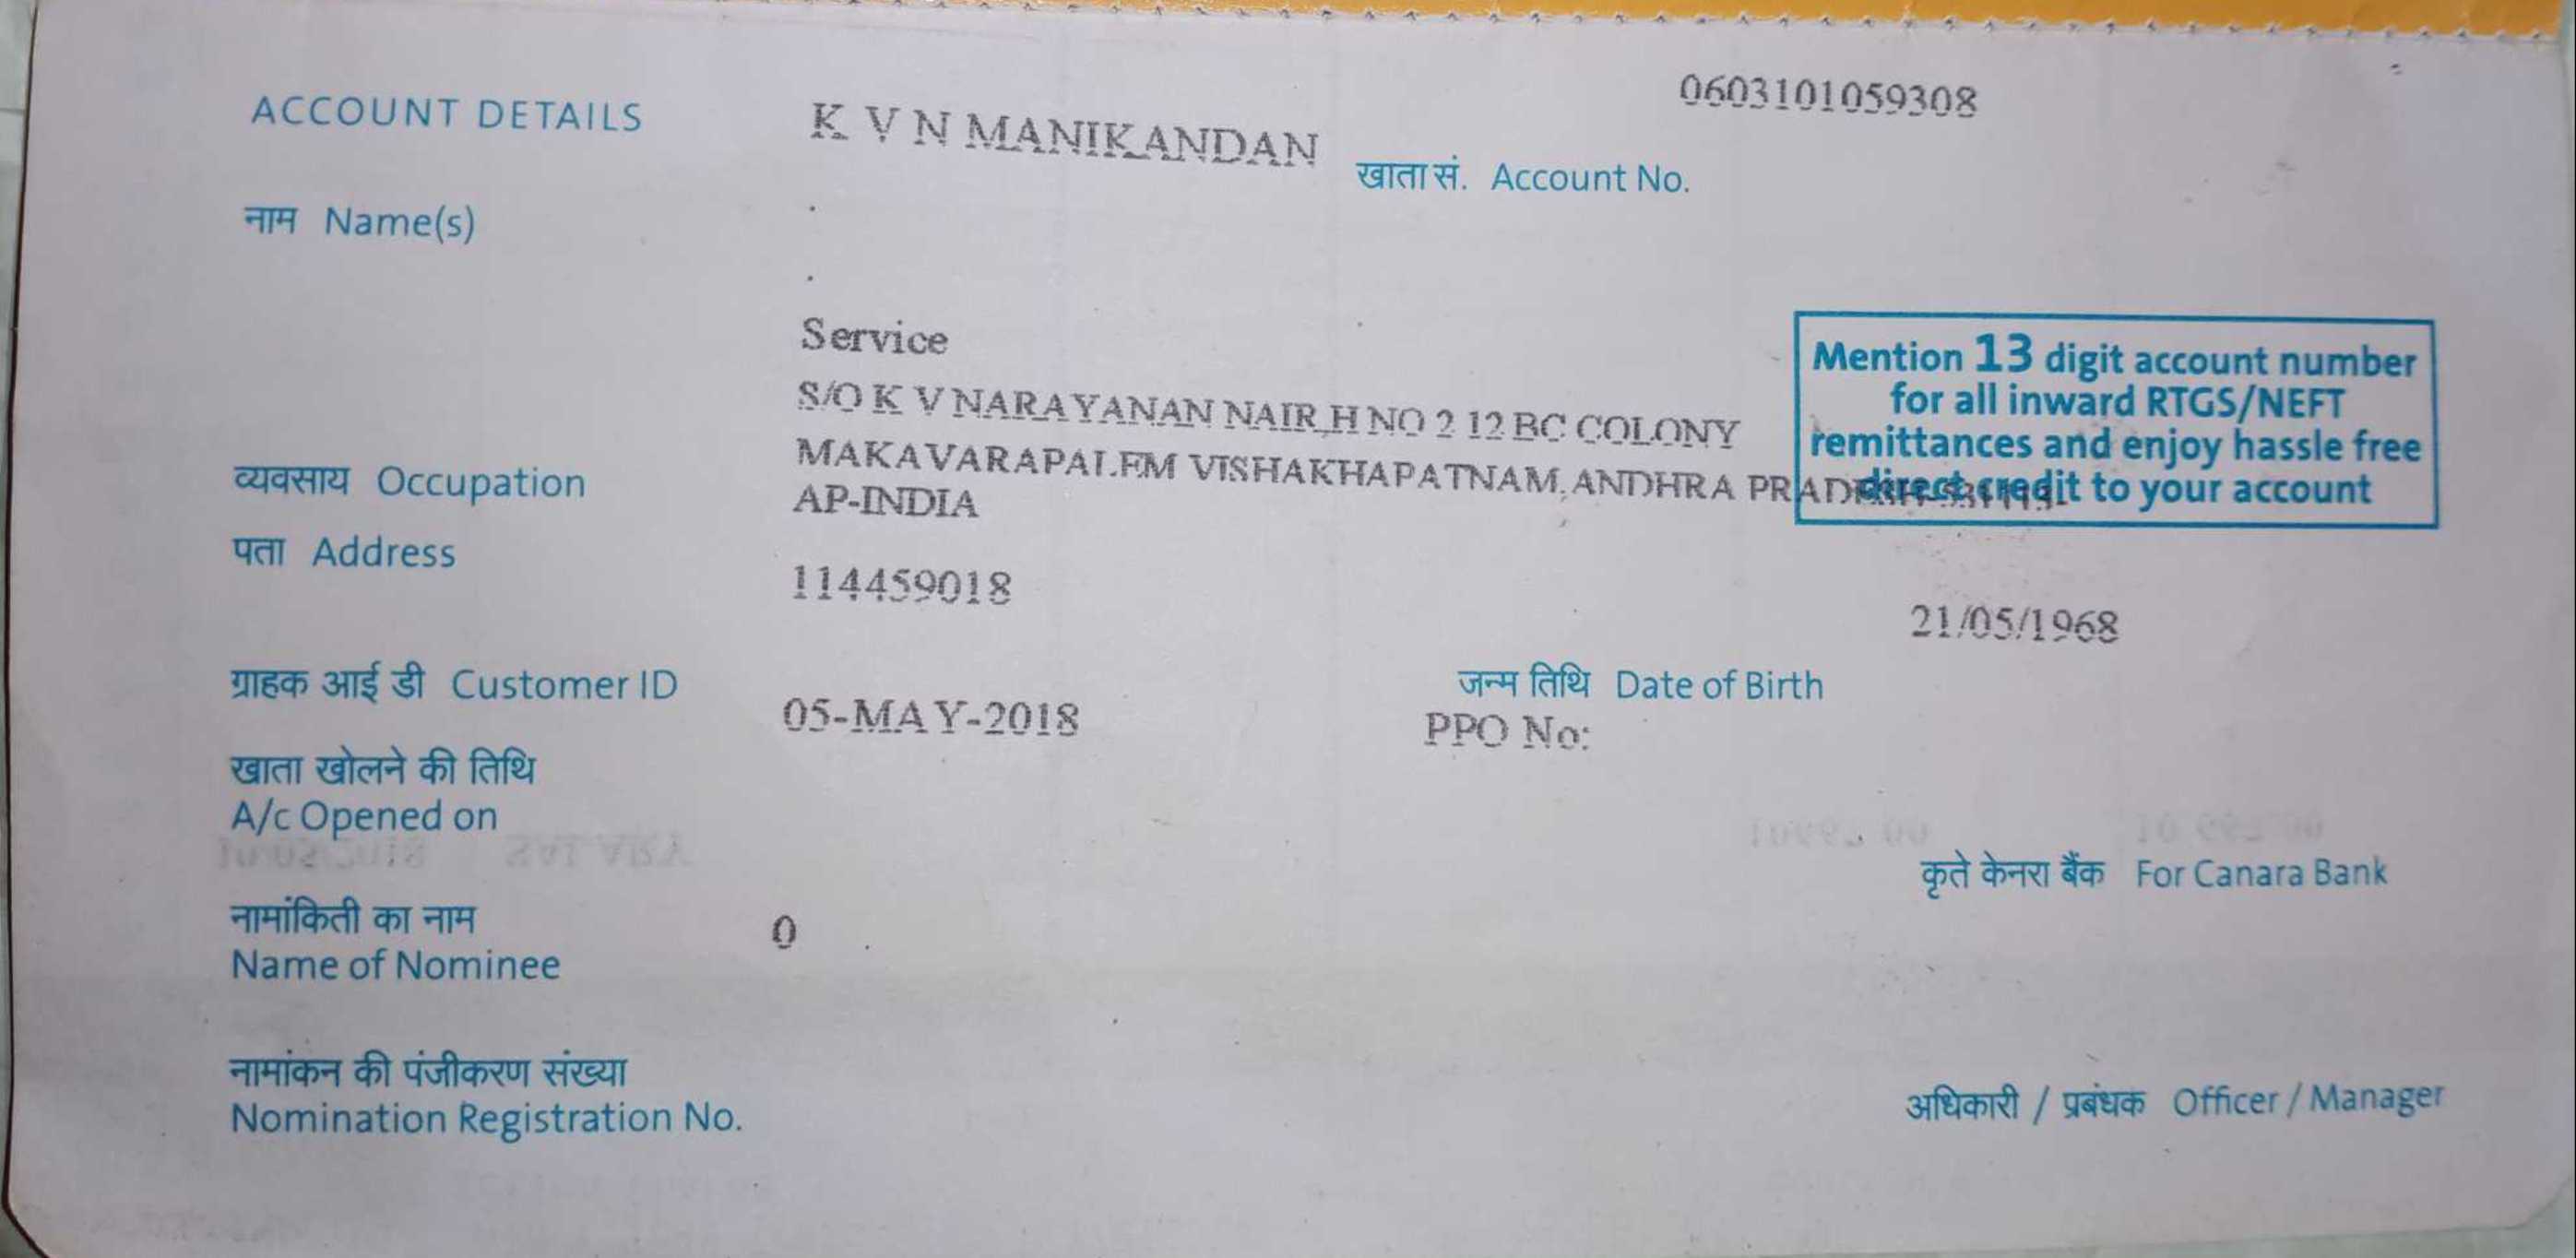 ACCOUNT DETAILS
K V N MANIKANDAN
0603101059308
खाता सं. Account No.
नाम Name(s)
.
.
Service
S/O K V NARAYANAN NAIR,H NO 2 12 BC COLONY
MAKAVARAPALEM VISHAKHAPATNAM,ANDHRA PRADESH
AP-INDIA
Mention 13 digit account number
for all inward RTGS/NEFT
remittances and enjoy hassle free
direct credit to your account
व्यवसाय Occupation
पता Address
114459018
21/05/1968
ग्राहक आई डी Customer ID
जन्म तिथि Date of Birth
05-MAY-2018
PPO No:
खाता खोलने की तिथि
A/c Opened on
कृते केनरा बैंक For Canara Bank
नामांकिती का नाम
Name of Nominee
0
नामांकन की पंजीकरण संख्या
Nomination Registration No.
अधिकारी / प्रबंधक Officer / Manager